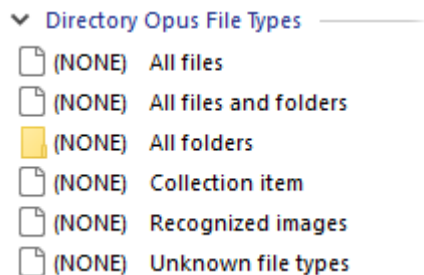 Directory Opus File Types
(NONE) All files
(NONE) All files and folders
(NONE) All folders
(NONE) Collection item
(NONE) Recognized images
(NONE) Unknown file types